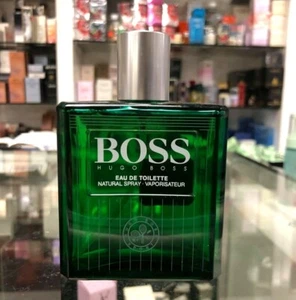 BOSS
HUGO BOSS
EAU DE TOILETTE
NATURAL SPRAY · VAPORISATEUR